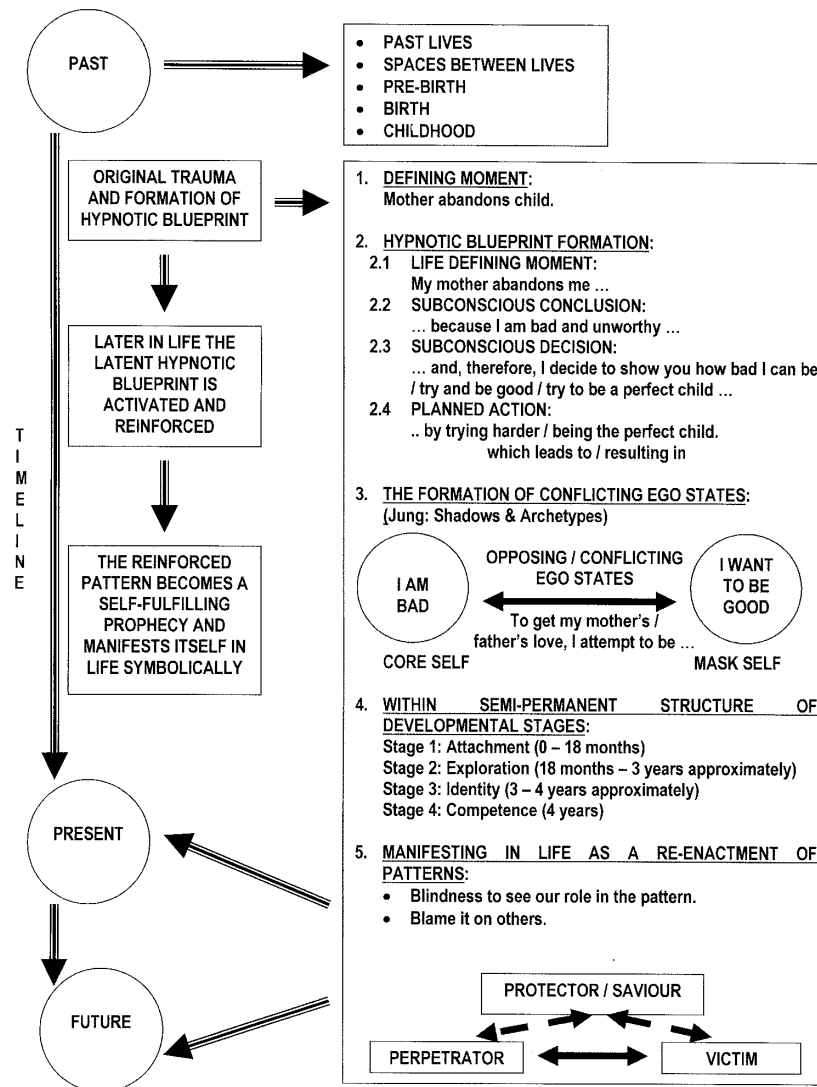 PAST
• PAST LIVES
• SPACES BETWEEN LIVES
• PRE-BIRTH
• BIRTH
• CHILDHOOD
ORIGINAL TRAUMA
AND FORMATION OF
HYPNOTIC BLUEPRINT
LATER IN LIFE THE
LATENT HYPNOTIC
BLUEPRINT IS
ACTIVATED AND
REINFORCED
THE REINFORCED
PATTERN BECOMES A
SELF-FULFILLING
PROPHECY AND
MANIFESTS ITSELF IN
LIFE SYMBOLICALLY
TIMELINE
PRESENT
FUTURE
1. DEFINING MOMENT:
Mother abandons child.
2. HYPNOTIC BLUEPRINT FORMATION:
2.1 LIFE DEFINING MOMENT:
My mother abandons me ...
2.2 SUBCONSCIOUS CONCLUSION:
... because I am bad and unworthy ...
2.3 SUBCONSCIOUS DECISION:
... and, therefore, I decide to show you how bad I can be
/ try and be good / try to be a perfect child ...
2.4 PLANNED ACTION:
.. by trying harder / being the perfect child.
which leads to / resulting in
3. THE FORMATION OF CONFLICTING EGO STATES:
(Jung: Shadows & Archetypes)
I AM
BAD
CORE SELF
OPPOSING / CONFLICTING
EGO STATES
To get my mother's /
father's love, I attempt to be ...
I WANT
TO BE
GOOD
MASK SELF
4. WITHIN SEMI-PERMANENT STRUCTURE OF
DEVELOPMENTAL STAGES:
Stage 1: Attachment (0 – 18 months)
Stage 2: Exploration (18 months – 3 years approximately)
Stage 3: Identity (3 – 4 years approximately)
Stage 4: Competence (4 years)
5. MANIFESTING IN LIFE AS A RE-ENACTMENT OF
PATTERNS:
• Blindness to see our role in the pattern.
• Blame it on others.
PROTECTOR / SAVIOUR
PERPETRATOR
VICTIM